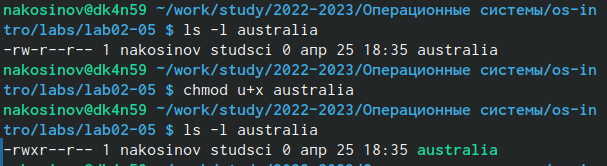 nakosinov@dk4n59 ~/work/study/2022-2023/Операционные системы/os-in
tro/labs/lab02-05 $ ls -l australia
-rw-r--r-- 1 nakosinov studsci 0 апр 25 18:35 australia
nakosinov@dk4n59 ~/work/study/2022-2023/Операционные системы/os-in
tro/labs/lab02-05 $ chmod u+x australia
nakosinov@dk4n59 ~/work/study/2022-2023/Операционные системы/os-in
tro/labs/lab02-05 $ ls -l australia
-rwxr--r-- 1 nakosinov studsci 0 апр 25 18:35 australia